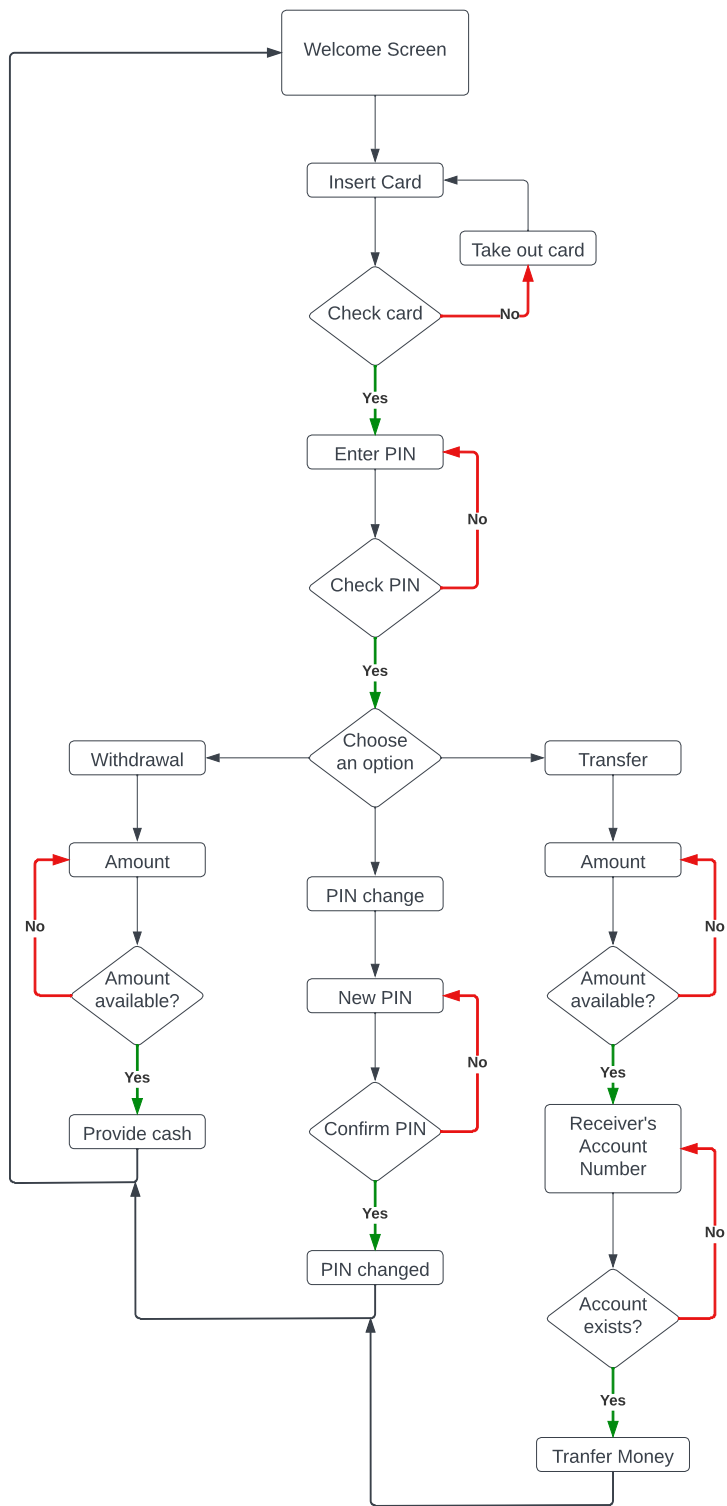 Welcome Screen
Insert Card
Take out card
Check card
No
Yes
Enter PIN
No
Check PIN
Yes
Choose
an option
Withdrawal
Transfer
Amount
Amount
PIN change
No
No
Amount
available?
New PIN
Amount
available?
No
Yes
Yes
Provide cash
Confirm PIN
Receiver's
Account
Number
Yes
No
PIN changed
Account
exists?
Yes
Tranfer Money